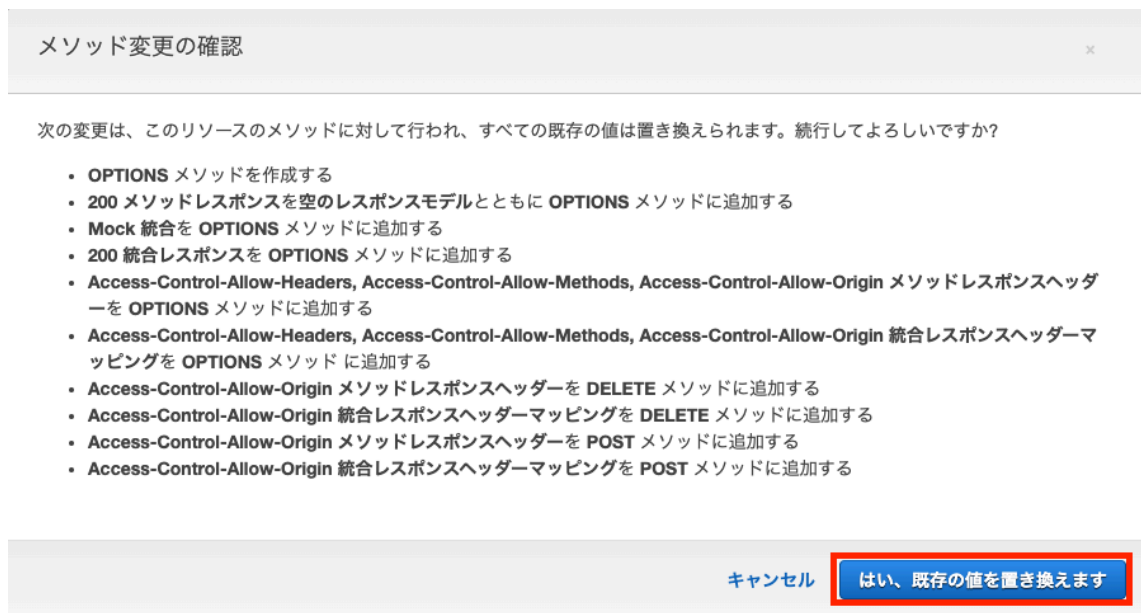 メソッド変更の確認
×
次の変更は、このリソースのメソッドに対して行われ、すべての既存の値は置き換えられます。続行してよろしいですか?
• OPTIONS メソッドを作成する
• 200 メソッドレスポンスを空のレスポンスモデルとともに OPTIONS メソッドに追加する
• Mock 統合を OPTIONS メソッドに追加する
• 200 統合レスポンスを OPTIONS メソッドに追加する
• Access-Control-Allow-Headers, Access-Control-Allow-Methods, Access-Control-Allow-Origin メソッドレスポンスヘッダ
ーを OPTIONS メソッドに追加する
• Access-Control-Allow-Headers, Access-Control-Allow-Methods, Access-Control-Allow-Origin 統合レスポンスヘッダーマ
ッピングを OPTIONS メソッド に追加する
• Access-Control-Allow-Origin メソッドレスポンスヘッダーを DELETE メソッドに追加する
• Access-Control-Allow-Origin 統合レスポンスヘッダーマッピングを DELETE メソッドに追加する
• Access-Control-Allow-Origin メソッドレスポンスヘッダーを POST メソッドに追加する
• Access-Control-Allow-Origin 統合レスポンスヘッダーマッピングを POST メソッドに追加する
キャンセル はい、既存の値を置き換えます